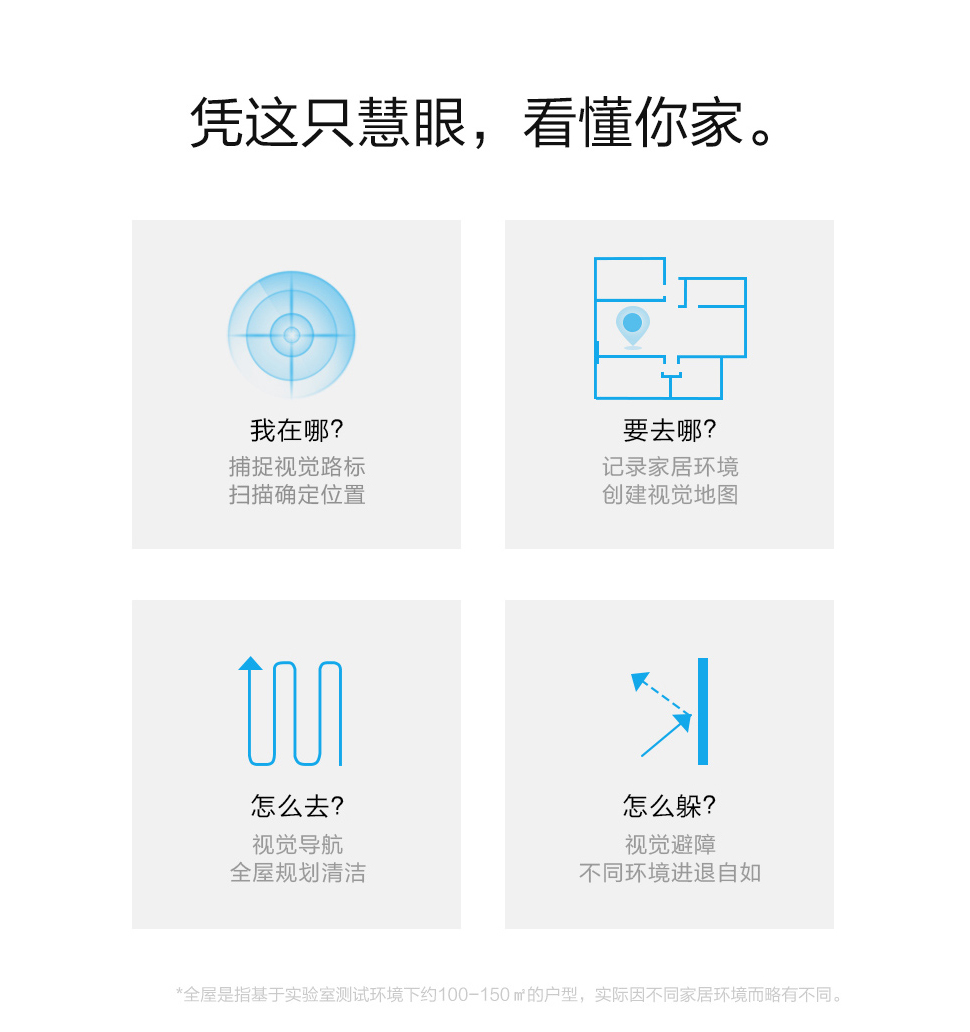 凭这只慧眼，看懂你家。
我在哪?
捕捉视觉路标
扫描确定位置
要去哪?
记录家居环境
创建视觉地图
怎么去?
视觉导航
全屋规划清洁
怎么躲?
视觉避障
不同环境进退自如
*全屋是指基于实验室测试环境下约100-150㎡的户型，实际因不同家居环境而略有不同。